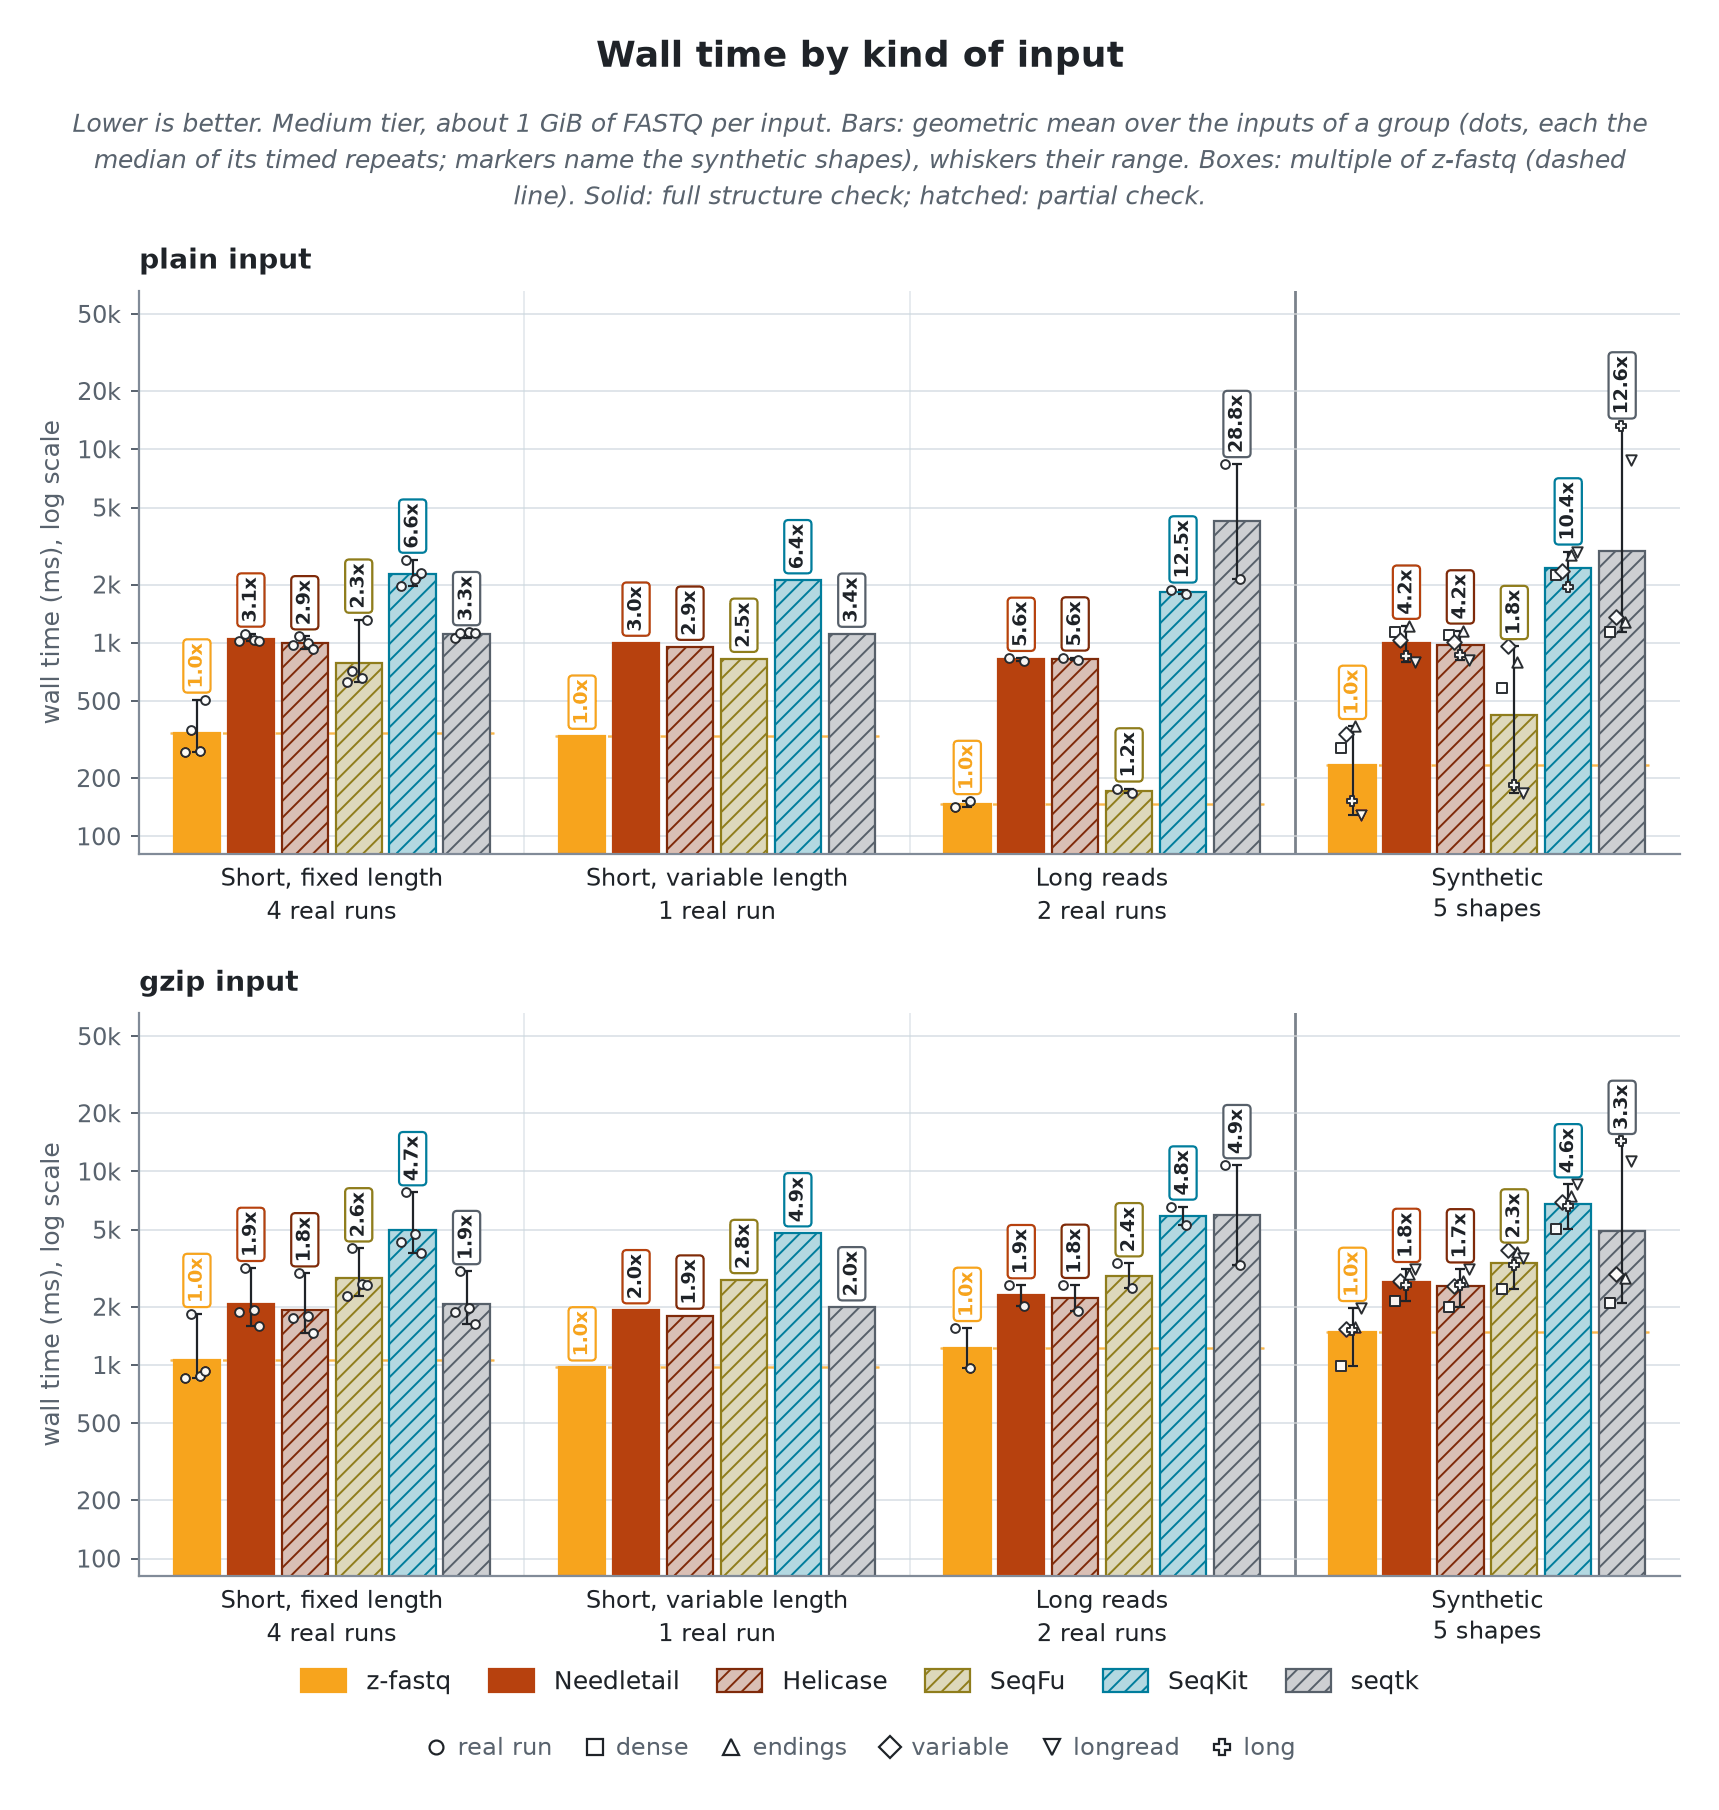 Wall time by kind of input
Lower is better. Medium tier, about 1 GiB of FASTQ per input. Bars: geometric mean over the inputs of a group (dots, each the
median of its timed repeats; markers name the synthetic shapes), whiskers their range. Boxes: multiple of z-fastq (dashed
line). Solid: full structure check; hatched: partial check.
plain input
wall time (ms), log scale
50k
20k
10k
5k
2k
1k
500
200
100
1.0x
3.1x
2.9x
2.3x
6.6x
3.3x
1.0x
3.0x
2.9x
2.5x
6.4x
3.4x
1.0x
5.6x
5.6x
1.2x
12.5x
28.8x
1.0x
4.2x
4.2x
1.8x
10.4x
12.6x
Short, fixed length
4 real runs
Short, variable length
1 real run
Long reads
2 real runs
Synthetic
5 shapes
gzip input
wall time (ms), log scale
50k
20k
10k
5k
2k
1k
500
200
100
1.0x
1.9x
1.8x
2.6x
4.7x
1.9x
1.0x
2.0x
1.9x
2.8x
4.9x
2.0x
1.0x
1.9x
1.8x
2.4x
4.8x
4.9x
1.0x
1.8x
1.7x
2.3x
4.6x
3.3x
Short, fixed length
4 real runs
Short, variable length
1 real run
Long reads
2 real runs
Synthetic
5 shapes
z-fastq Needletail Helicase SeqFu SeqKit seqtk
real run dense endings variable longread long